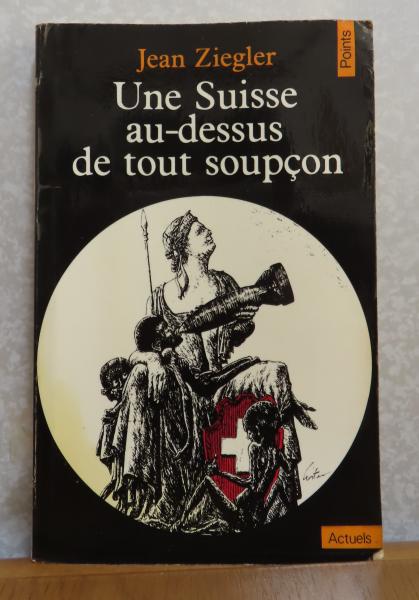 Points
Jean Ziegler
Une Suisse
au-dessus
de tout soupçon
Actuels